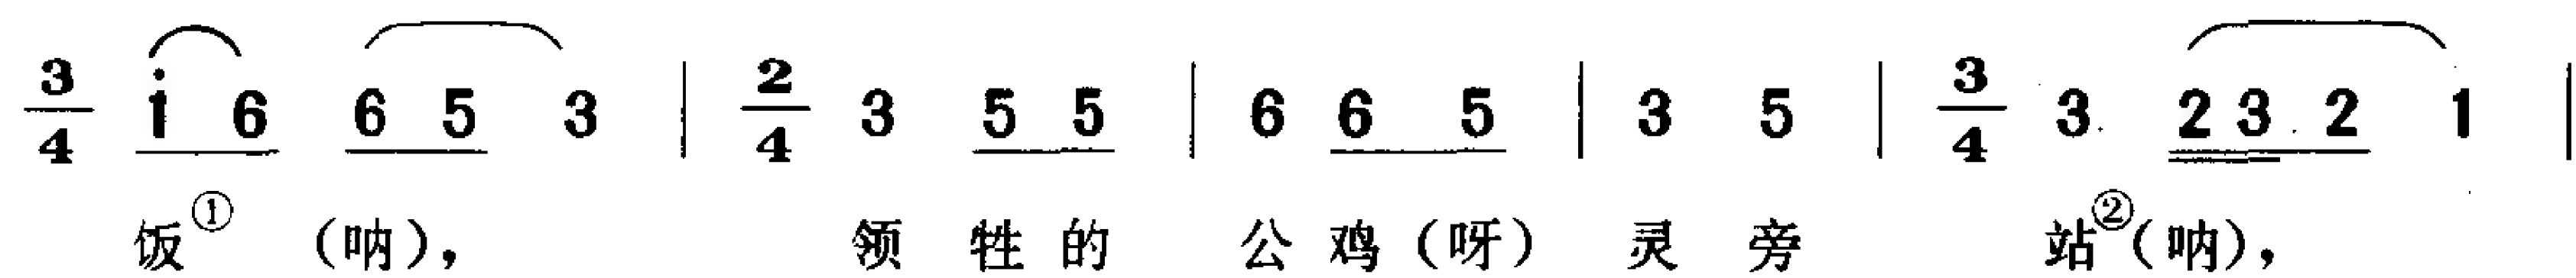 3/4 i̇ 6 6 5 3 | 2/4 3 5 5 | 6 6 5 | 3 5 | 3/4 3 2 3 2 1 |
饭① (呐)， 领 牲 的 公 鸡 (呀) 灵 旁 站②(呐)，